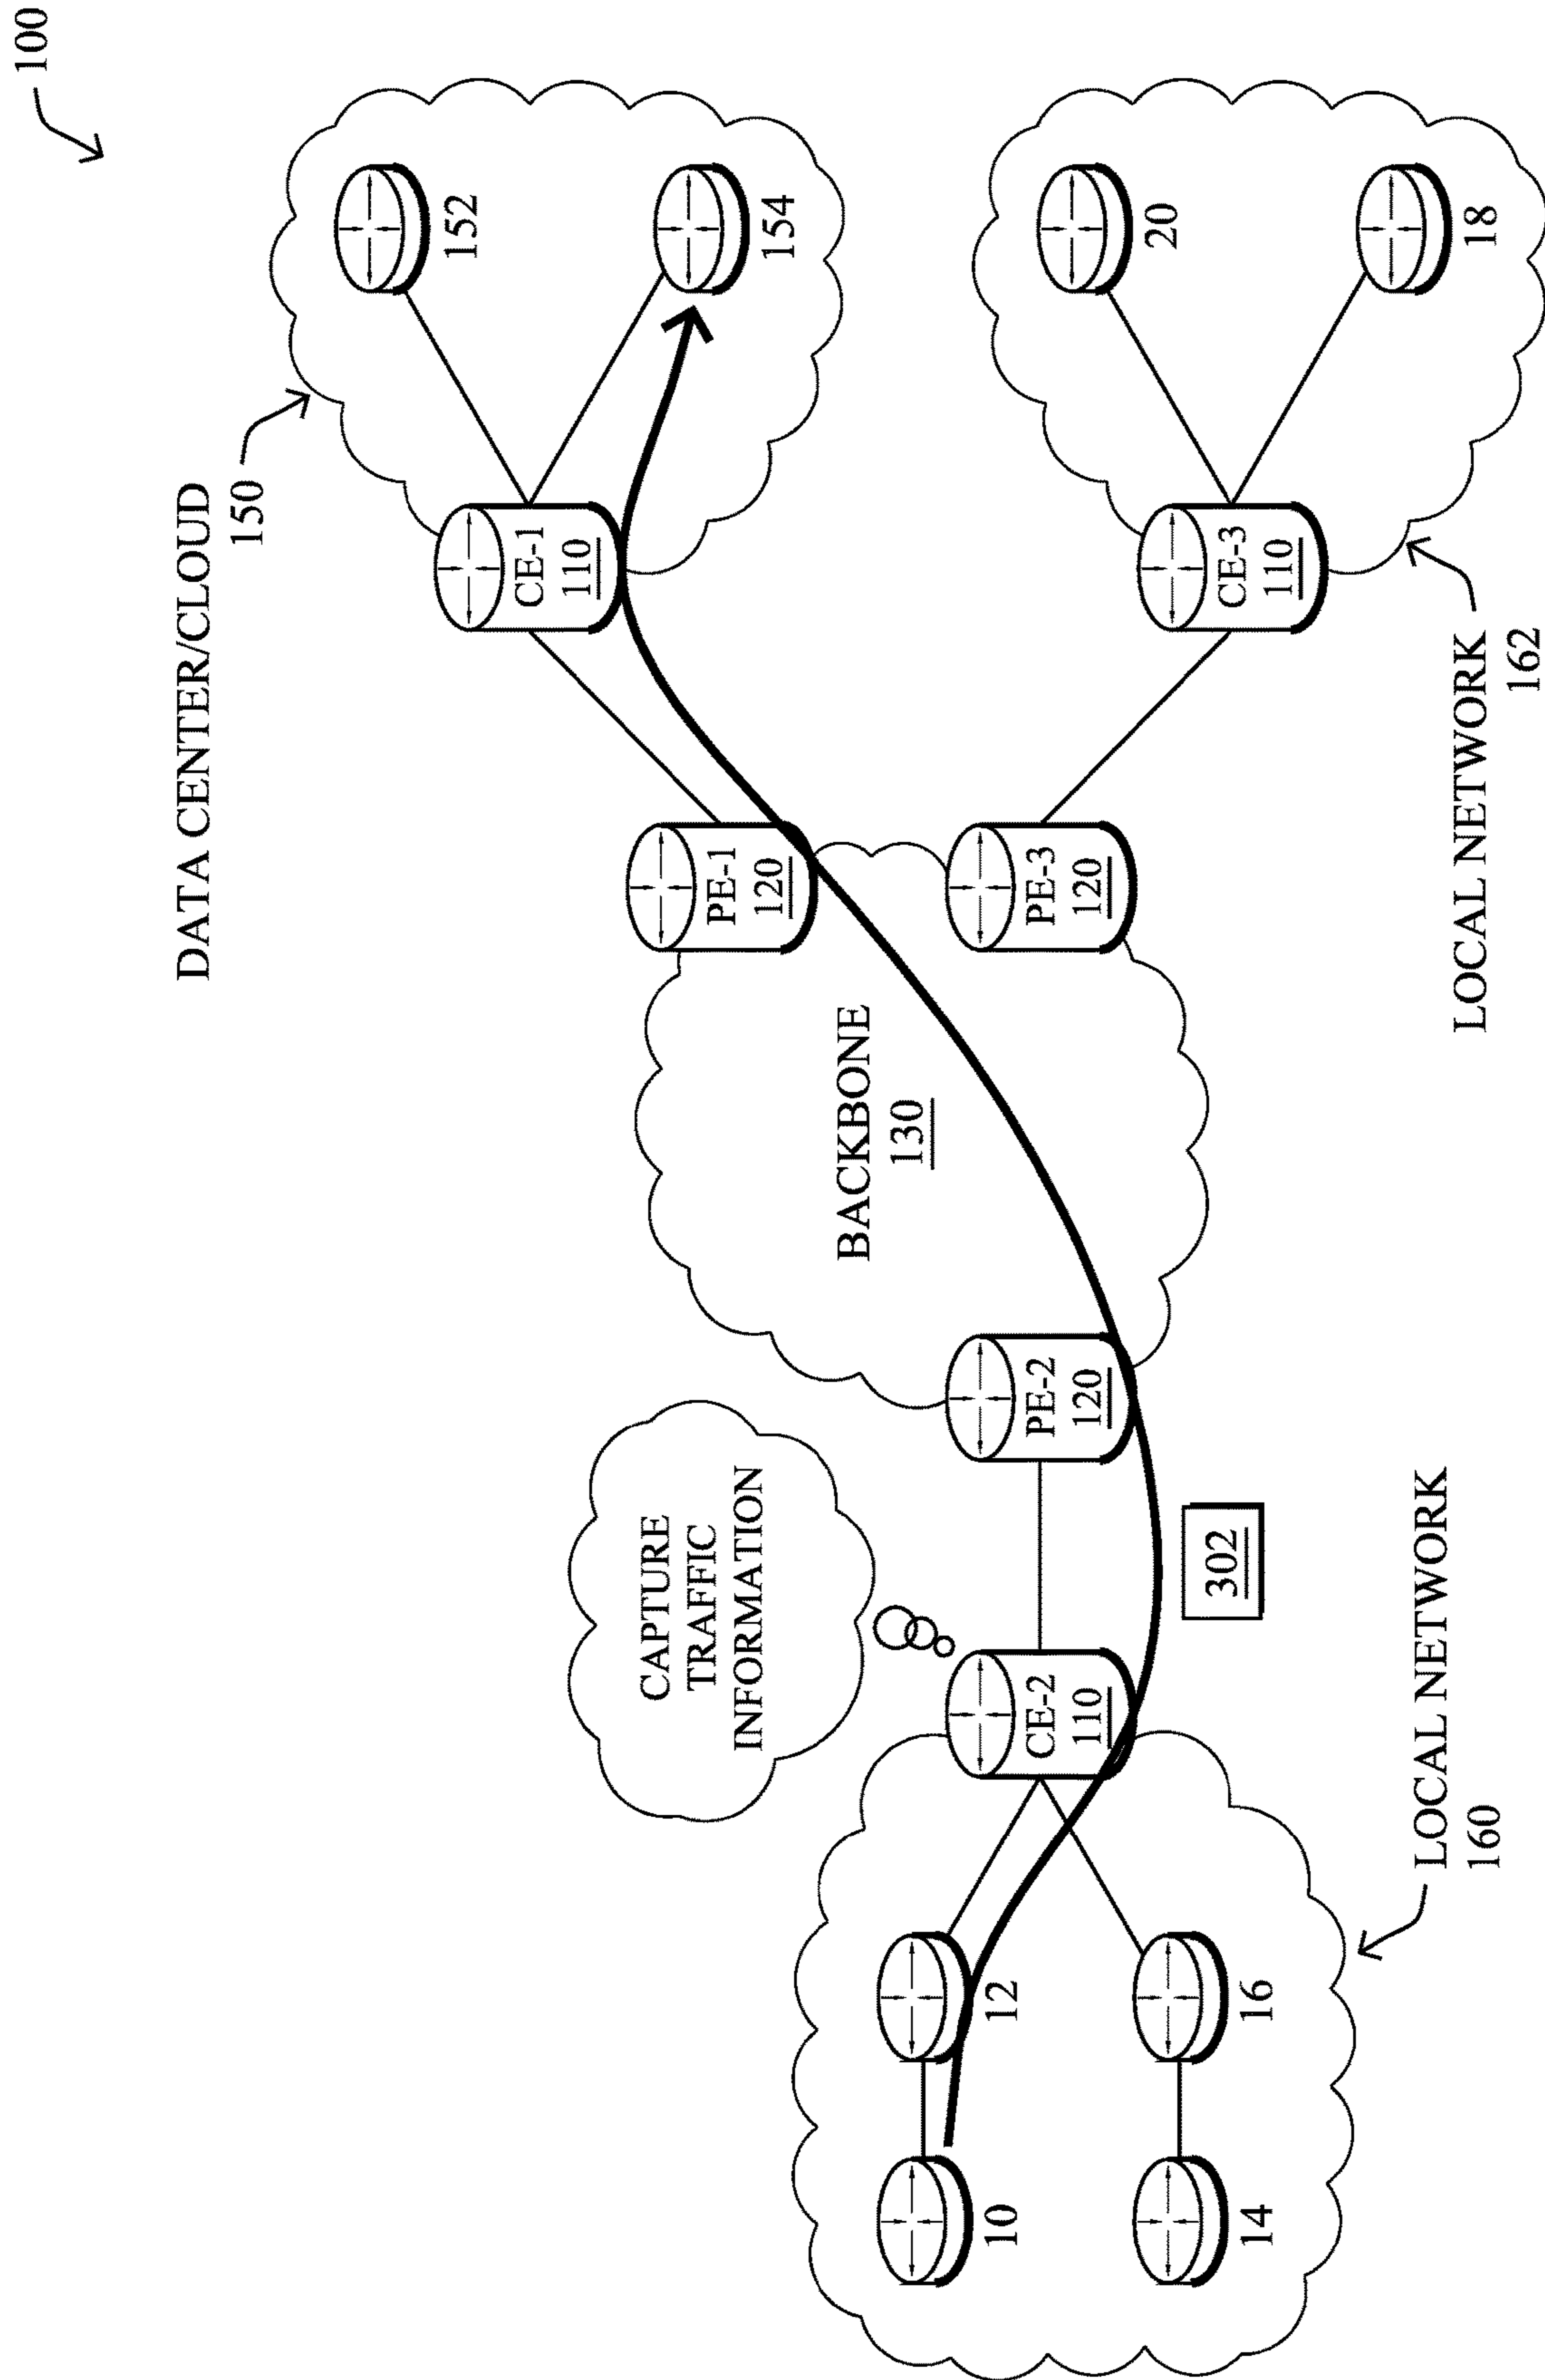 100
DATA CENTER/CLOUD
150
152
CE-1
110
154
CAPTURE
TRAFFIC
INFORMATION
PE-1
120
BACKBONE
130
10
12
CE-2
110
PE-2
120
PE-3
120
20
302
CE-3
110
14
16
18
LOCAL NETWORK
160
LOCAL NETWORK
162